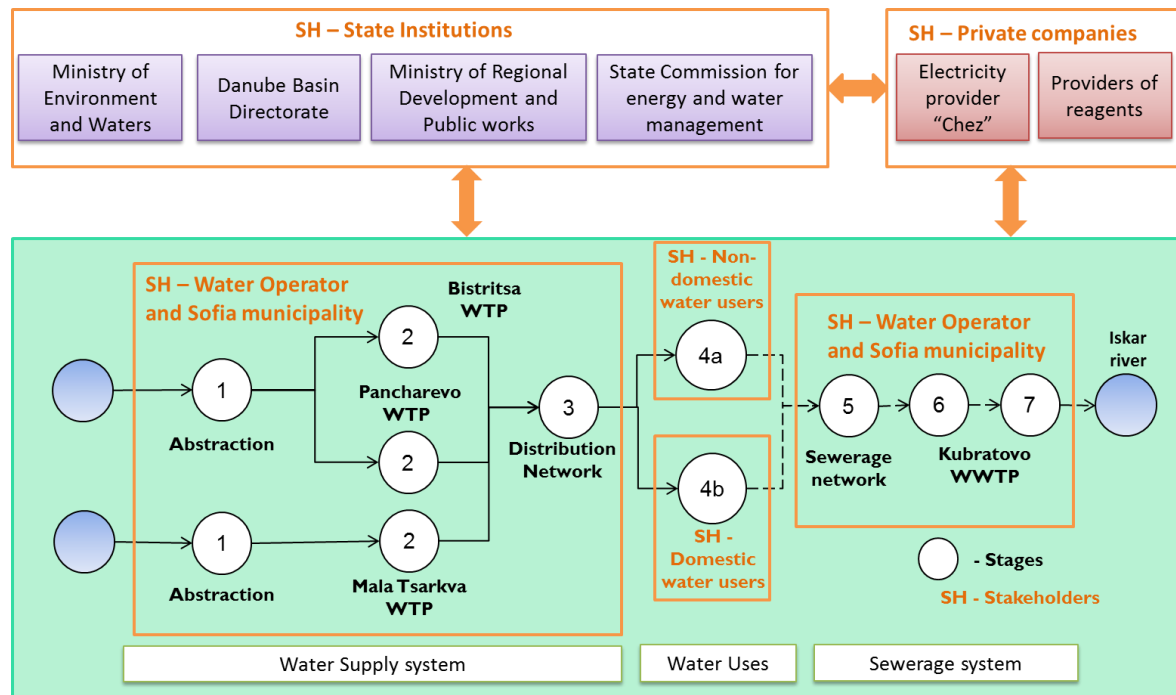 SH – State Institutions
Ministry of
Environment
and Waters
Danube Basin
Directorate
Ministry of Regional
Development and
Public works
State Commission for
energy and water
management
SH – Private companies
Electricity
provider
“Chez”
Providers of
reagents
SH – Water Operator
and Sofia municipality
1
Abstraction
1
Abstraction
Bistritsa
WTP
2
Pancharevo
WTP
2
2
Mala Tsarkva
WTP
3
Distribution
Network
SH - Non-
domestic
water users
4a
4b
SH -
Domestic
water users
SH – Water Operator
and Sofia municipality
5
Sewerage
network
6
7
Kubratovo
WWTP
Iskar
river
- Stages
SH - Stakeholders
Water Supply system
Water Uses
Sewerage system